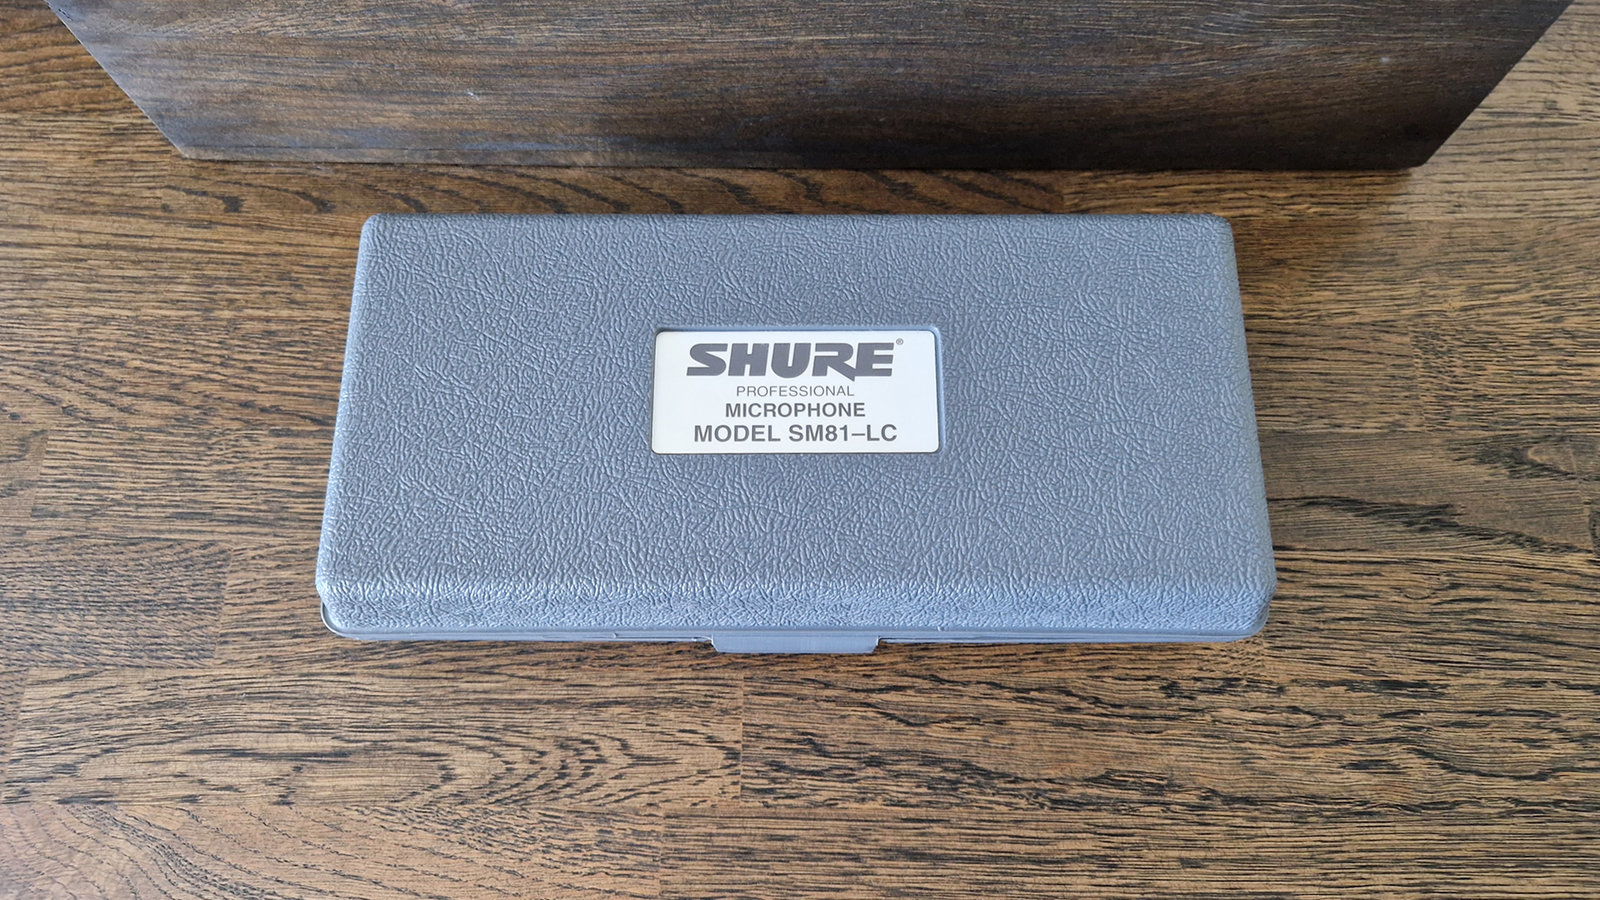 SHURE®
PROFESSIONAL
MICROPHONE
MODEL SM81–LC